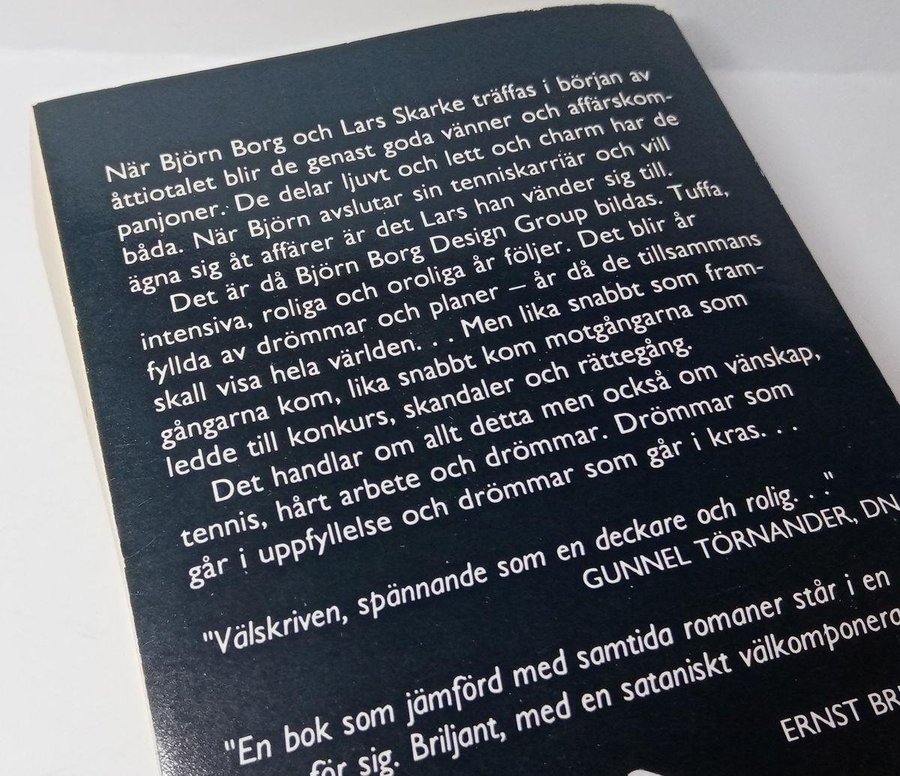 När Björn Borg och Lars Skarke träffas i början av
åttiotalet blir de genast goda vänner och affärskom-
panjoner. De delar ljuvt och lett och charm har de
båda. När Björn avslutar sin tenniskarriär och vill
ägna sig åt affärer är det Lars han vänder sig till.
Det är då Björn Borg Design Group bildas. Tuffa,
intensiva, roliga och oroliga år följer. Det blir år
fyllda av drömmar och planer – år då de tillsammans
skall visa hela världen. . . Men lika snabbt som fram-
gångarna kom, lika snabbt kom motgångarna som
ledde till konkurs, skandaler och rättegång.
Det handlar om allt detta men också om vänskap,
tennis, hårt arbete och drömmar. Drömmar som
går i uppfyllelse och drömmar som går i kras. . .
"Välskriven, spännande som en deckare och rolig. . ."
GUNNEL TÖRNANDER, DN
"En bok som jämförd med samtida romaner står i en
för sig. Briljant, med en sataniskt välkomponera
ERNST BR